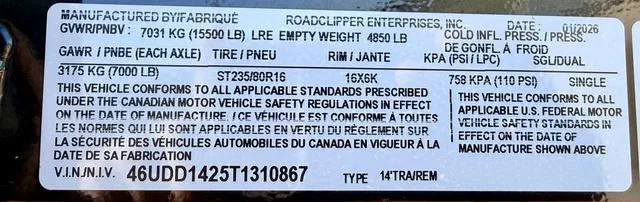 MANUFACTURED BY/FABRIQUÉ ROADCLIPPER ENTERPRISES, INC. DATE: 01/2026
GVWR/PNBV: 7031 KG (15500 LB) LRE EMPTY WEIGHT 4850 LB COLD INFL. PRESS./PRESS.
DE GONFL. À FROID
GAWR / PNBE (EACH AXLE) TIRE / PNEU RIM / JANTE KPA (PSI / LPC) SGL/DUAL
3175 KG (7000 LB) ST235/80R16 16X6K 758 KPA (110 PSI) SINGLE
THIS VEHICLE CONFORMS TO ALL APPLICABLE STANDARDS PRESCRIBED
UNDER THE CANADIAN MOTOR VEHICLE SAFETY REGULATIONS IN EFFECT
ON THE DATE OF MANUFACTURE. / CE VÉHICULE EST CONFORME À TOUTES
LES NORMES QUI LUI SONT APPLICABLES EN VERTU DU RÈGLEMENT SUR
LA SÉCURITÉ DES VÉHICULES AUTOMOBILES DU CANADA EN VIGUEUR À LA
DATE DE SA FABRICATION
THIS VEHICLE CONFORMS TO ALL
APPLICABLE U.S. FEDERAL MOTOR
VEHICLE SAFETY STANDARDS IN
EFFECT ON THE DATE OF
MANUFACTURE SHOWN ABOVE
V.I.N./N.I.V. 46UDD1425T1310867 TYPE 14'TRA/REM